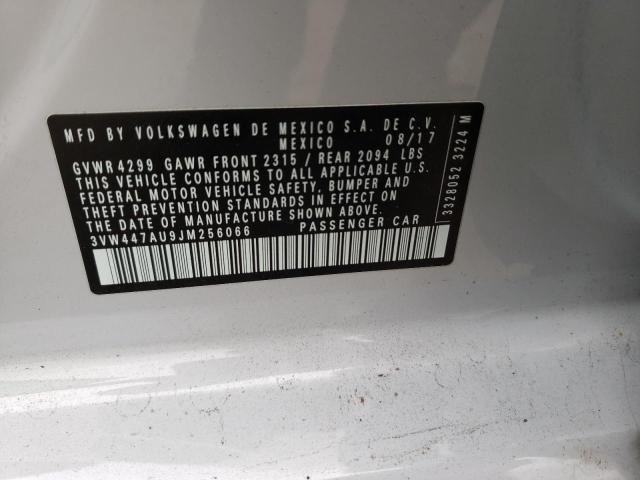 MFD BY VOLKSWAGEN DE MEXICO S.A. DE C.V.
MEXICO 08/17
GVWR 4299 GAWR FRONT 2315 / REAR 2094 LBS
THIS VEHICLE CONFORMS TO ALL APPLICABLE U.S.
FEDERAL MOTOR VEHICLE SAFETY, BUMPER AND
THEFT PREVENTION STANDARDS IN EFFECT ON
THE DATE OF MANUFACTURE SHOWN ABOVE.
3VW447AU9JM256066 PASSENGER CAR
3328052 3224 M